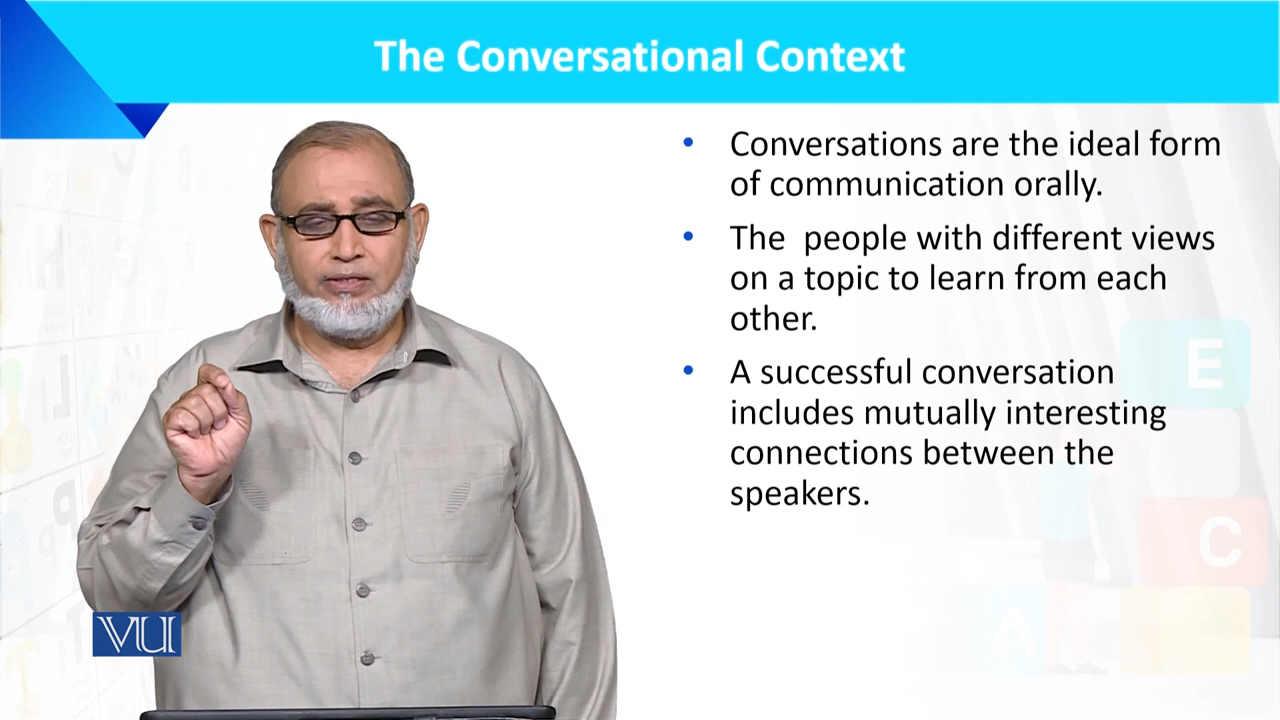 The Conversational Context
• Conversations are the ideal form
of communication orally.
• The  people with different views
on a topic to learn from each
other.
• A successful conversation
includes mutually interesting
connections between the
speakers.
E
C
A
VU